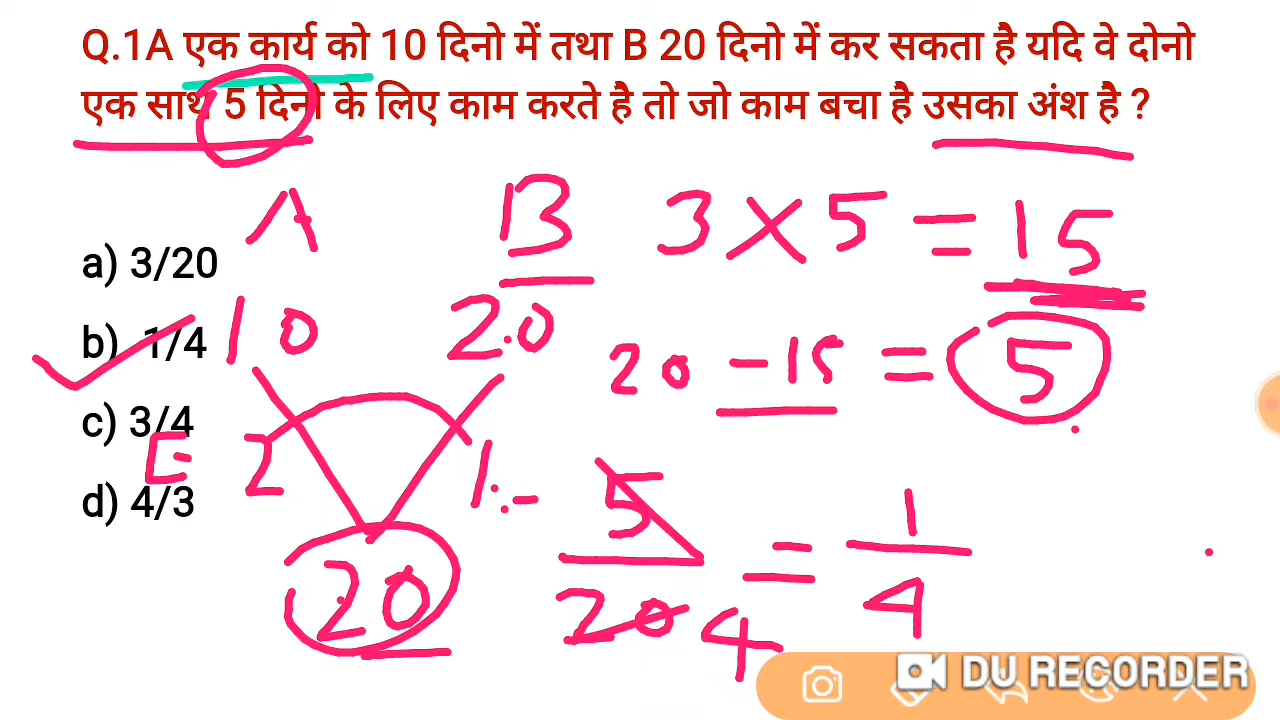 Q.1A एक कार्य को 10 दिनो में तथा B 20 दिनो में कर सकता है यदि वे दोनो
एक साथ 5 दिनो के लिए काम करते है तो जो काम बचा है उसका अंश है ?
A B 3 X 5 = 15
a) 3/20
10 20
b) 1/4
20 - 15 = 5
c) 3/4
E 2 1
d) 4/3
5/20 4 = 1/4
20
DU RECORDER